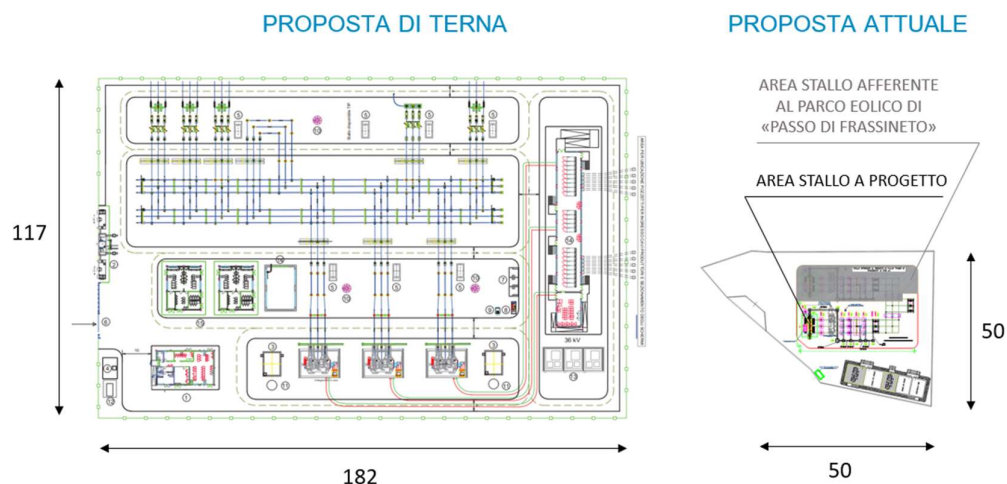 PROPOSTA DI TERNA
PROPOSTA ATTUALE
AREA STALLO AFFERENTE
AL PARCO EOLICO DI
«PASSO DI FRASSINETO»
AREA STALLO A PROGETTO
117
182
50
50
36 kV